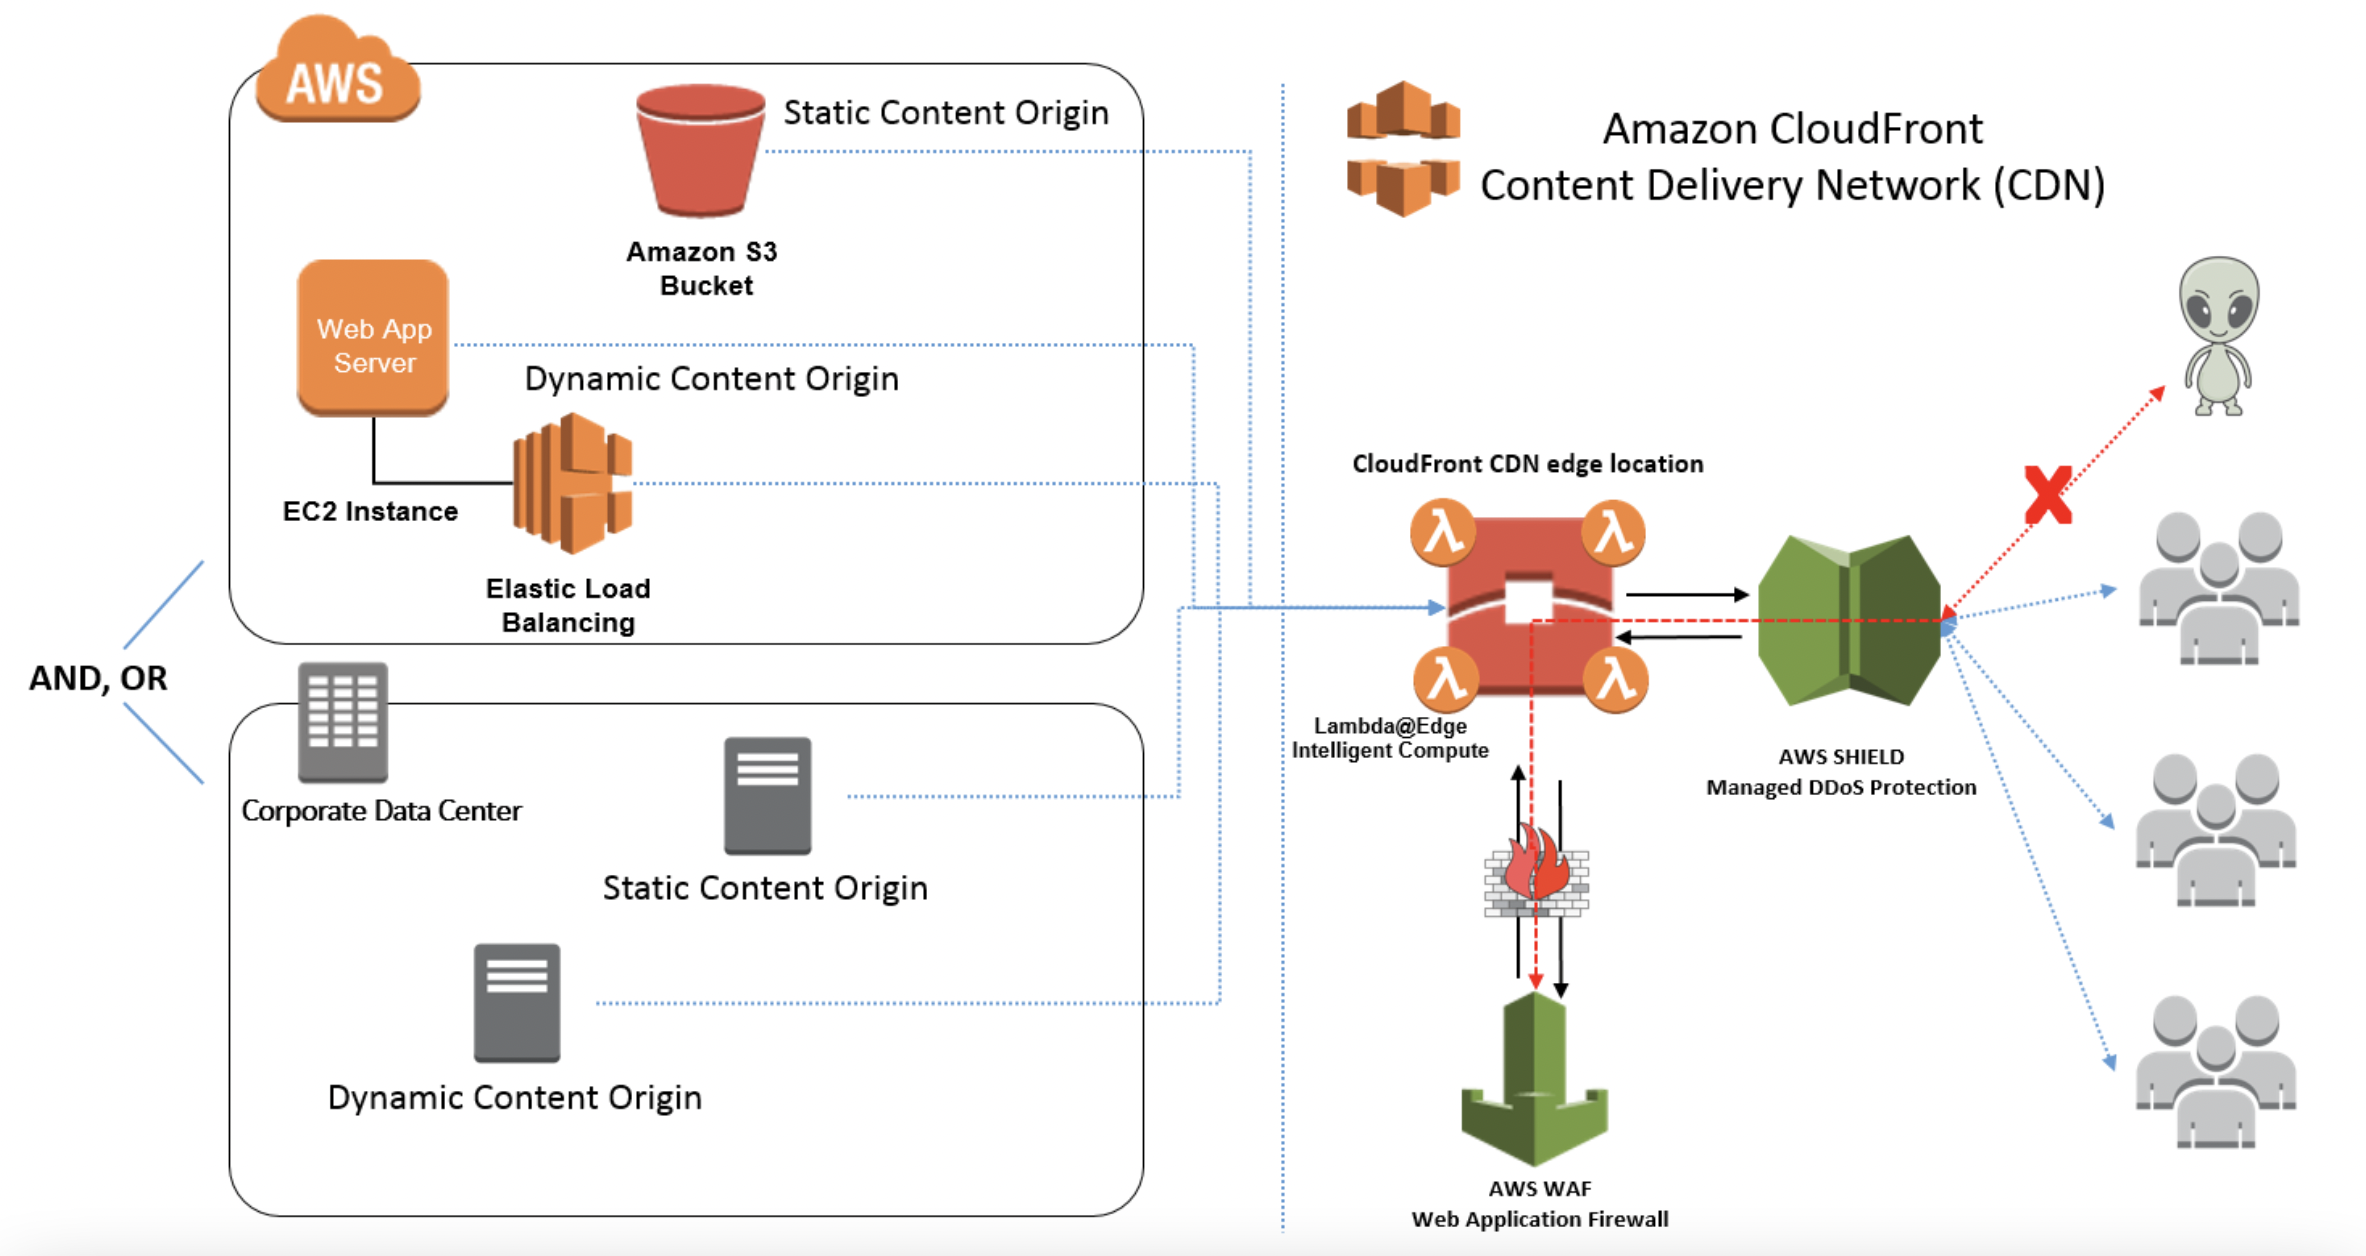 AWS
Static Content Origin
Amazon S3
Bucket
Web App
Server
Dynamic Content Origin
EC2 Instance
Elastic Load
Balancing
AND, OR
Corporate Data Center
Static Content Origin
Dynamic Content Origin
Amazon CloudFront
Content Delivery Network (CDN)
CloudFront CDN edge location
λ
λ
λ
λ
Lambda@Edge
Intelligent Compute
X
AWS SHIELD
Managed DDoS Protection
AWS WAF
Web Application Firewall